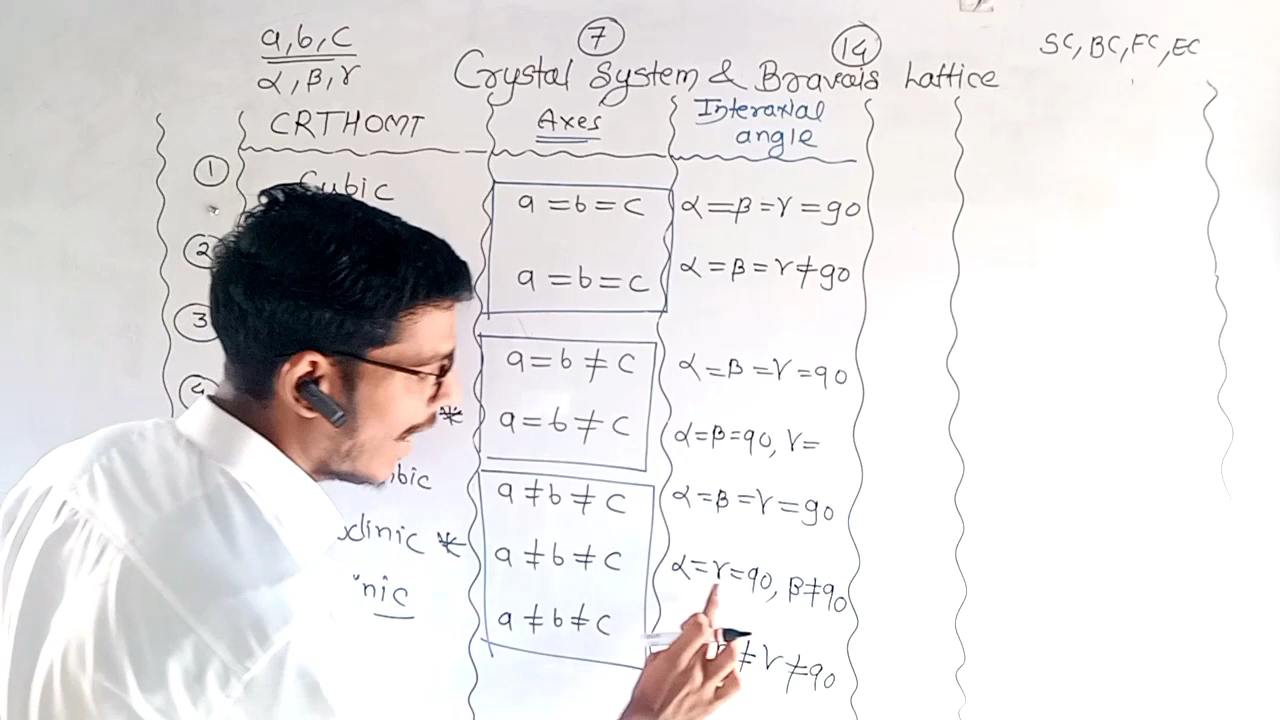 a,b,c
α,β,γ
7
14
SC, BC, FC, EC
Crystal System & Bravais Lattice
CRTHOMT
Axes
Interaxial
angle
1
Cubic
a = b = c
α = β = γ = 90
2
a = b = c
α = β = γ ≠ 90
3
a = b ≠ c
α = β = γ = 90
4
*
a = b ≠ c
α = β = 90, γ =
bic
a ≠ b ≠ c
α = β = γ = 90
clinic *
a ≠ b ≠ c
α = γ = 90, β ≠ 90
nic
a ≠ b ≠ c
≠ γ ≠ 90